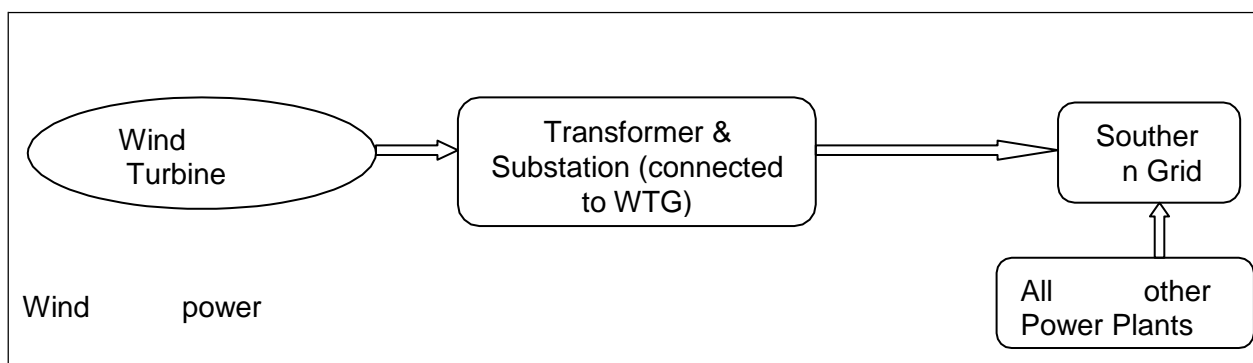 Wind
Turbine
Transformer &
Substation (connected
to WTG)
Souther
n Grid
All other
Power Plants
Wind power